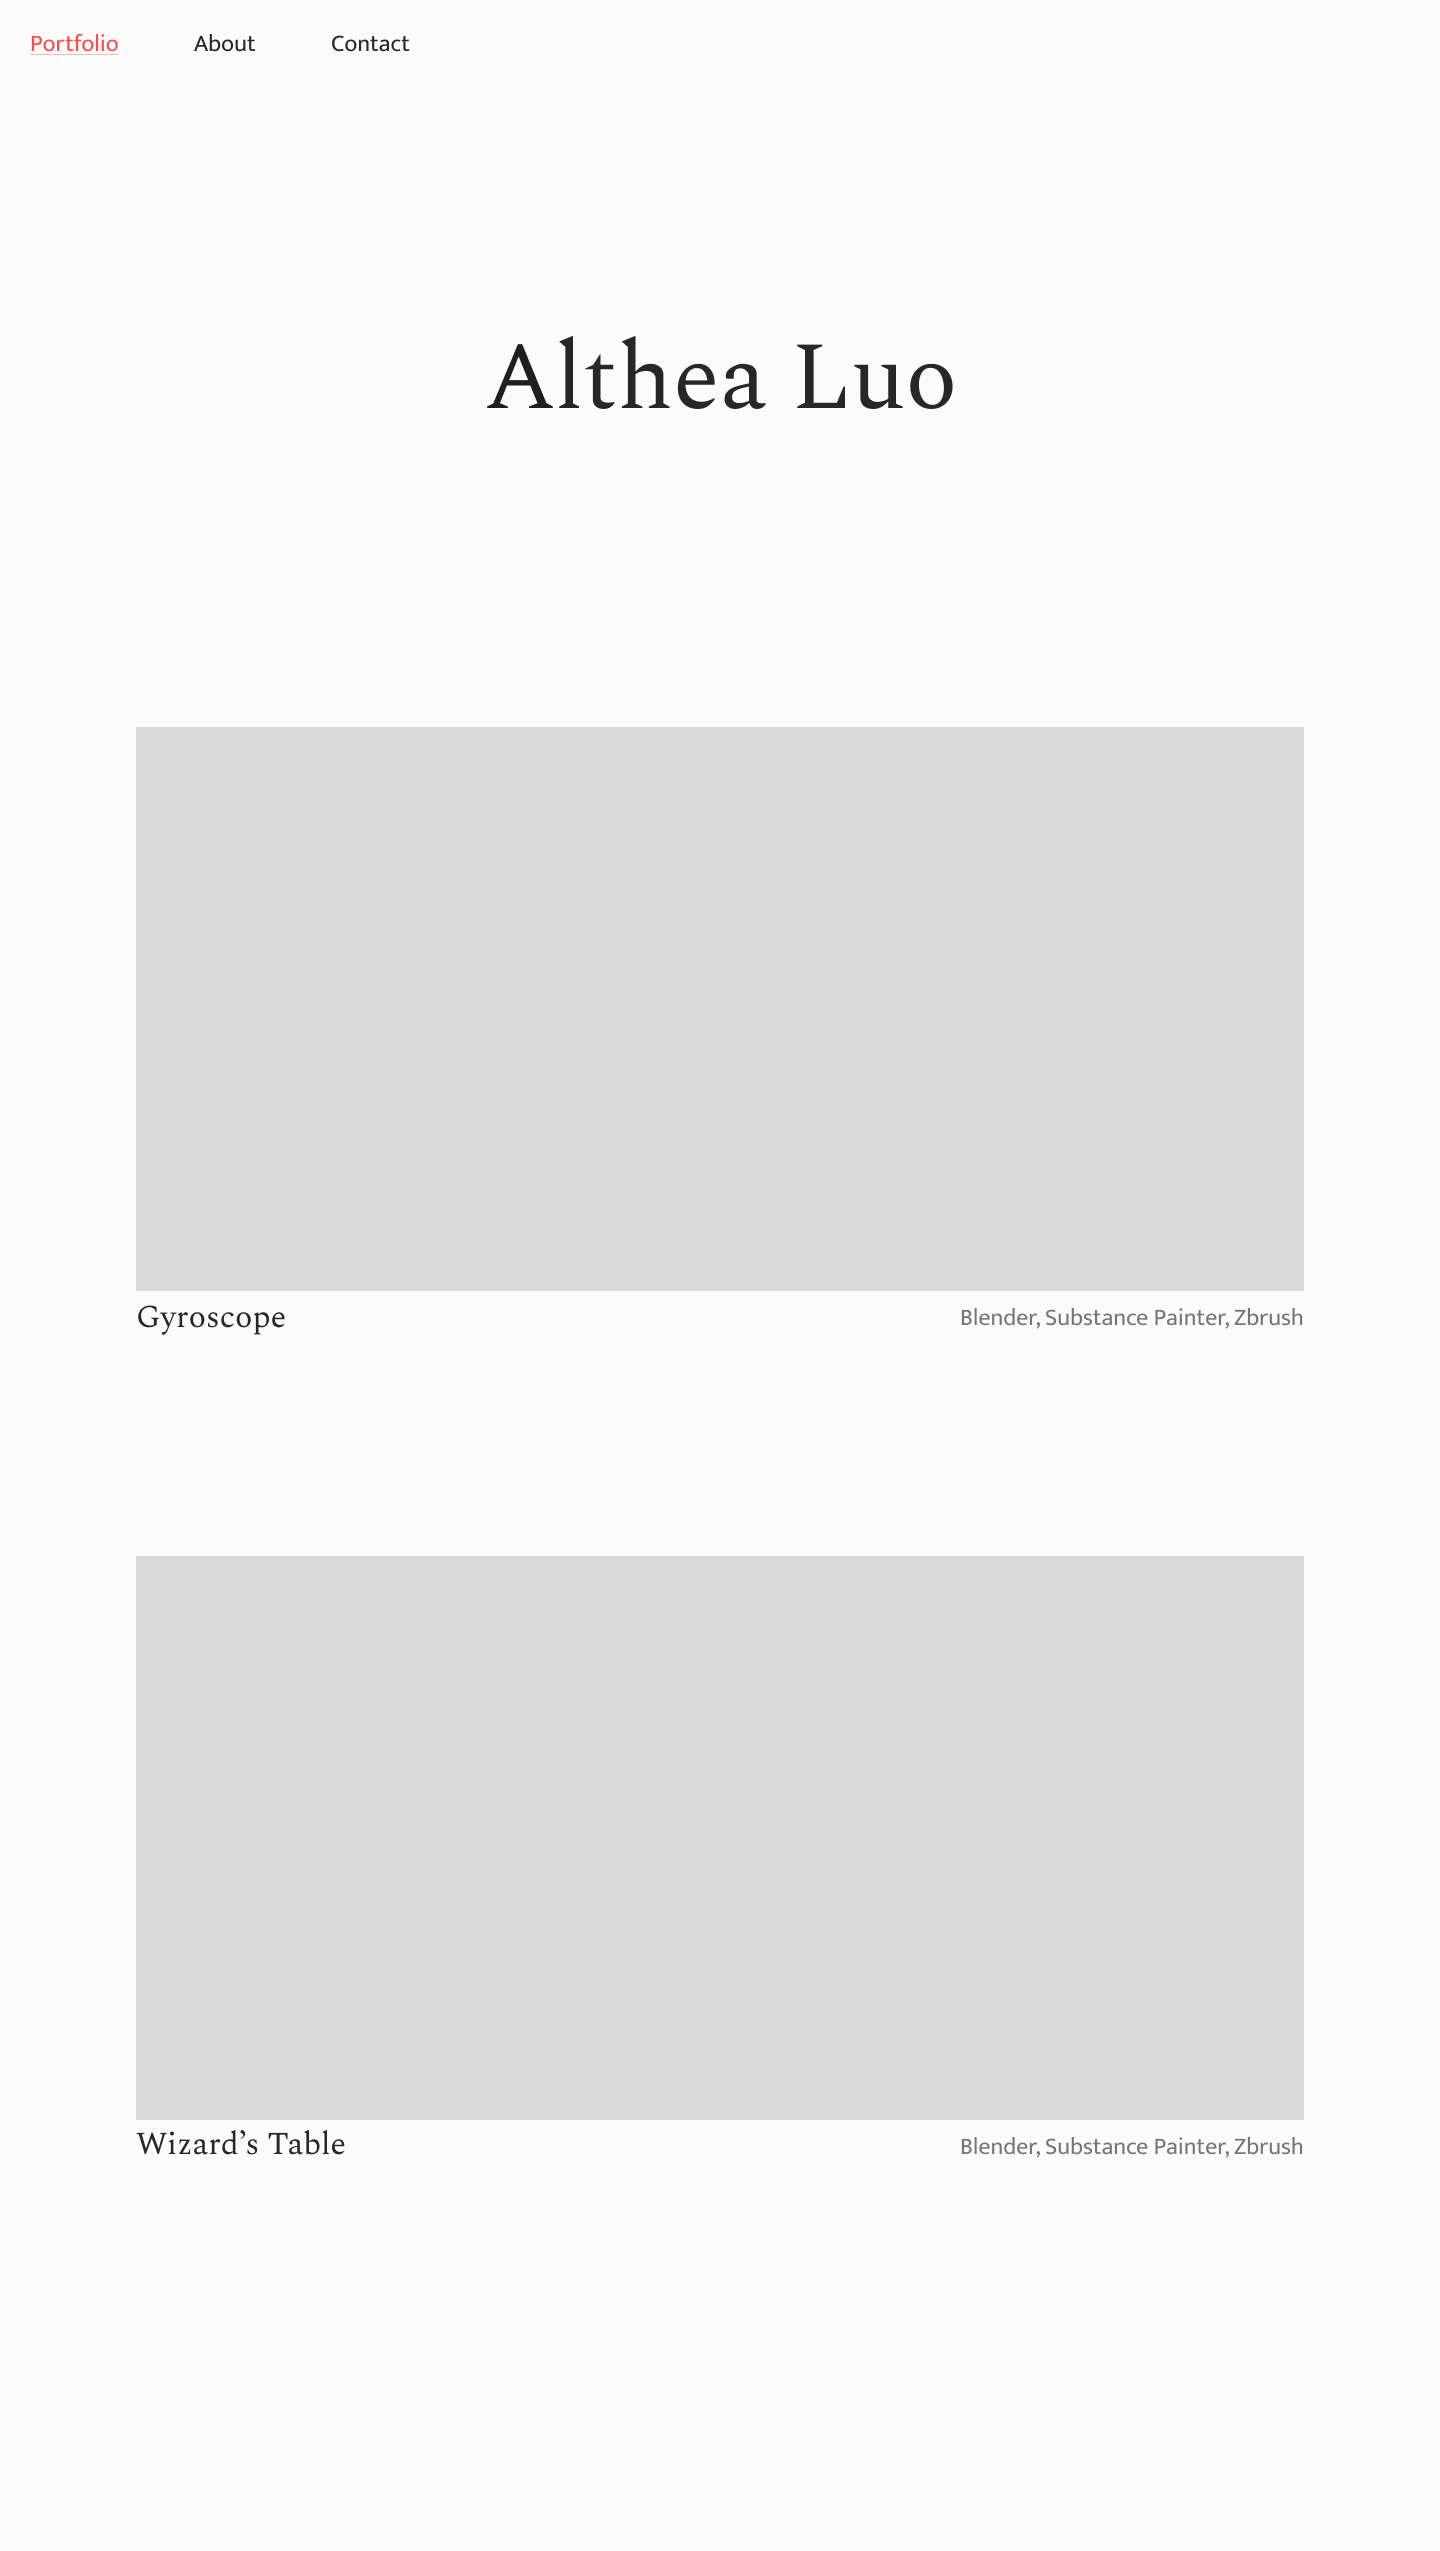 Portfolio About Contact
Althea Luo
Gyroscope Blender, Substance Painter, Zbrush
Wizard’s Table Blender, Substance Painter, Zbrush